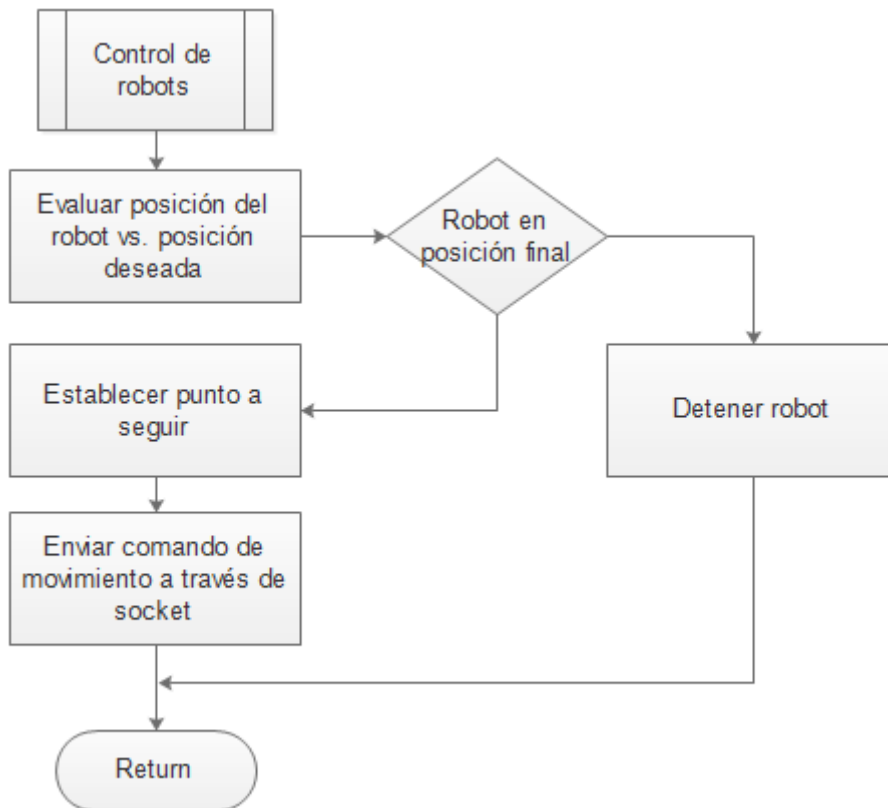 Control de
robots
Evaluar posición del
robot vs. posición
deseada
Robot en
posición final
Establecer punto a
seguir
Detener robot
Enviar comando de
movimiento a través de
socket
Return